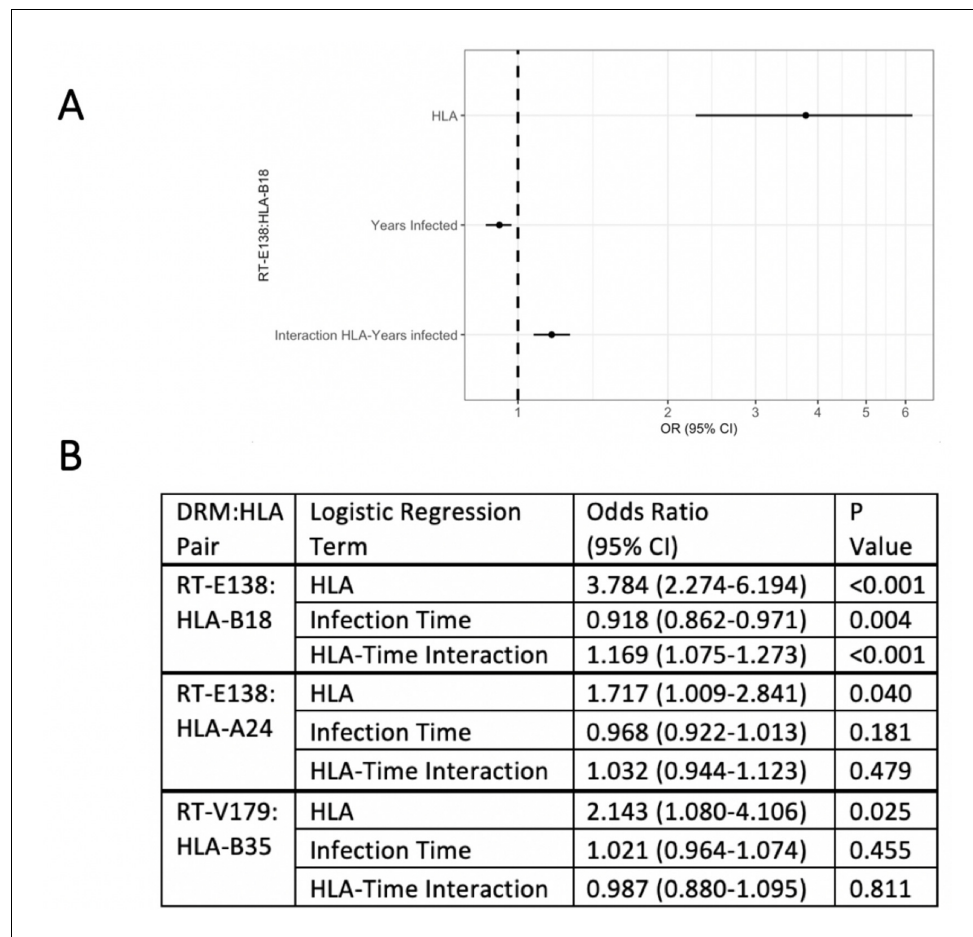 A
RT-E138:HLA-B18
HLA
Years Infected
Interaction HLA-Years infected
1 2 3 4 5 6
OR (95% CI)
B
DRM:HLA Pair Logistic Regression Term Odds Ratio (95% CI) P Value
RT-E138: HLA-B18 HLA 3.784 (2.274-6.194) <0.001
Infection Time 0.918 (0.862-0.971) 0.004
HLA-Time Interaction 1.169 (1.075-1.273) <0.001
RT-E138: HLA-A24 HLA 1.717 (1.009-2.841) 0.040
Infection Time 0.968 (0.922-1.013) 0.181
HLA-Time Interaction 1.032 (0.944-1.123) 0.479
RT-V179: HLA-B35 HLA 2.143 (1.080-4.106) 0.025
Infection Time 1.021 (0.964-1.074) 0.455
HLA-Time Interaction 0.987 (0.880-1.095) 0.811